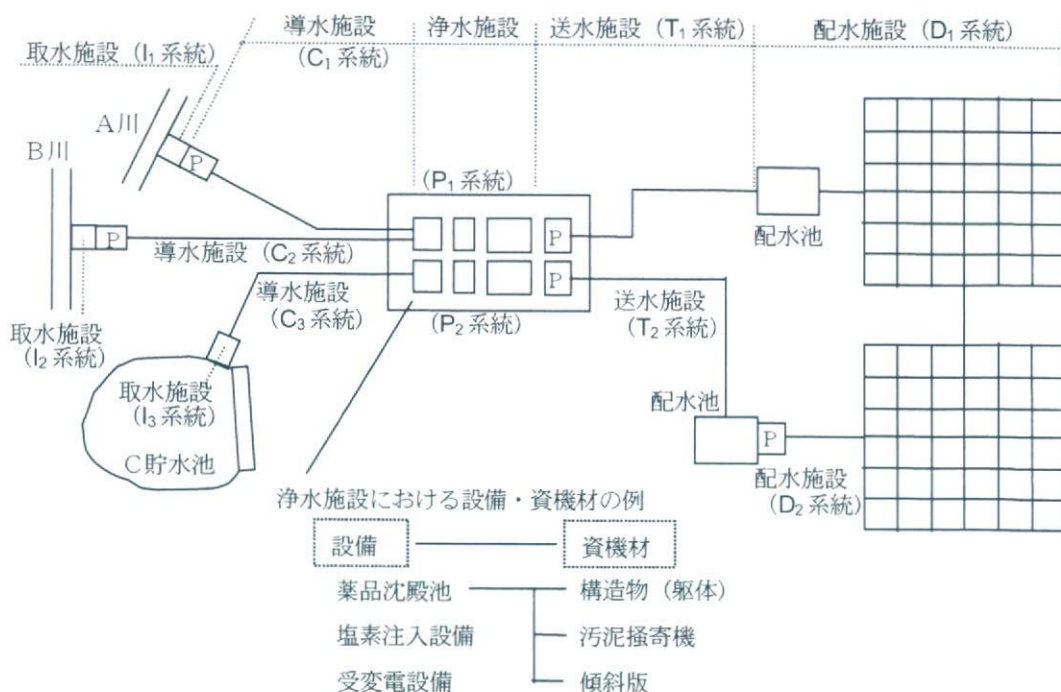 導水施設 浄水施設 送水施設(T₁系統) 配水施設(D₁系統)
(C₁系統)
取水施設(I₁系統)
A川
P
B川
(P₁系統)
P
P
配水池
導水施設(C₂系統)
導水施設
(C₃系統)
P
(P₂系統)
送水施設
(T₂系統)
取水施設
(I₂系統)
取水施設
(I₃系統)
C貯水池
配水池
P
配水施設
(D₂系統)
浄水施設における設備・資機材の例
設備 資機材
薬品沈殿池 構造物(躯体)
塩素注入設備 汚泥掻寄機
受変電設備 傾斜版